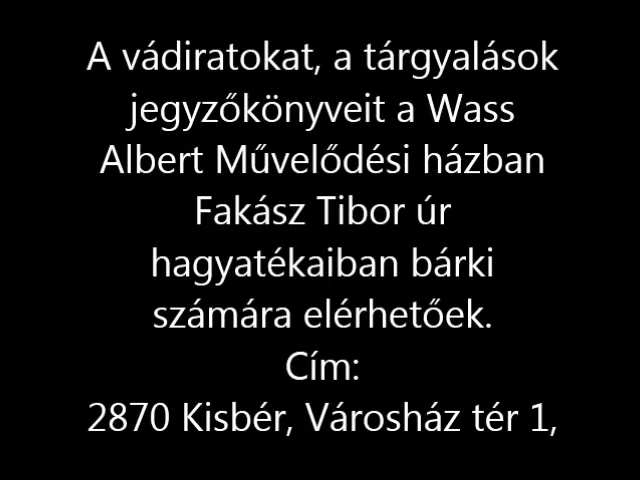 A vádiratokat, a tárgyalások
jegyzőkönyveit a Wass
Albert Művelődési házban
Fakász Tibor úr
hagyatékaiban bárki
számára elérhetőek.
Cím:
2870 Kisbér, Városház tér 1,